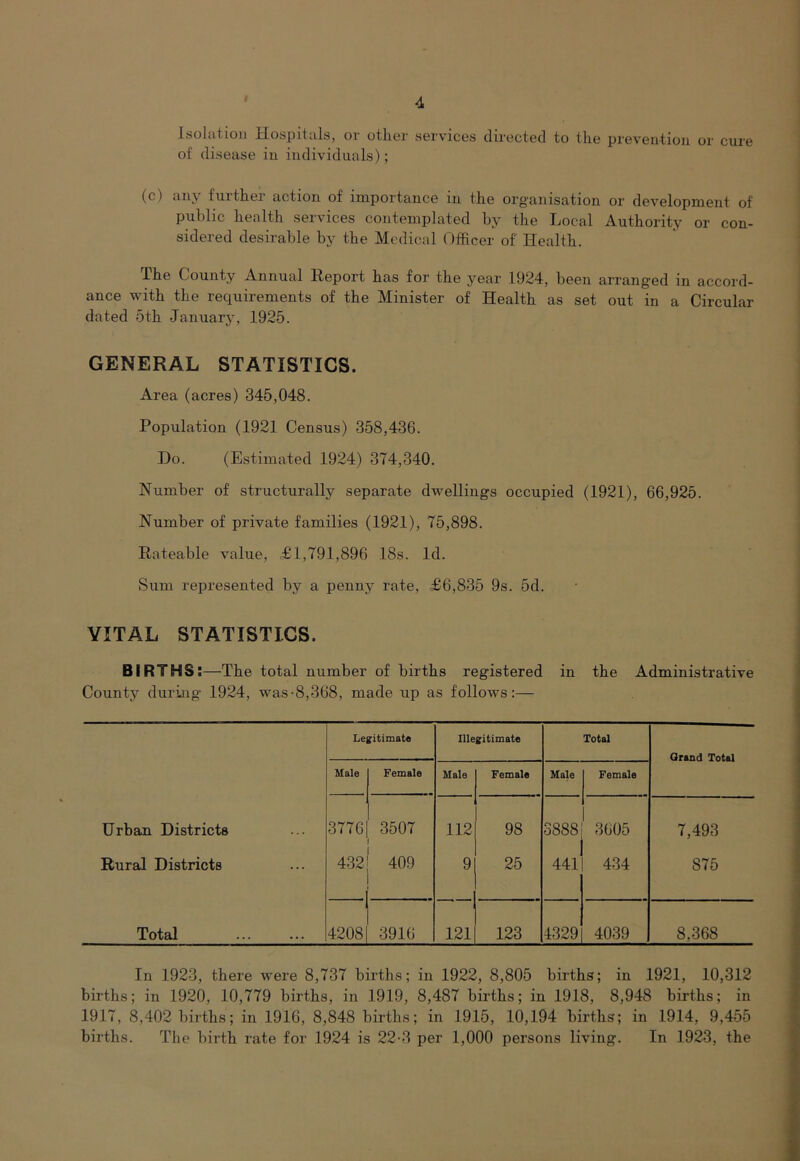 4
Isolation Hospitals, or other services directed to the prevention or cure
of disease in individuals);
(c) any further action of importance in the organisation or development of
public health services contemplated by the Local Authority or con-
sidered desirable by the Medical Officer of Health.
The County Annual Report has for the year 1924, been arranged in accord-
ance with the requirements of the Minister of Health as set out in a Circular
dated 5th January, 1925.
GENERAL STATISTICS.
Area (acres) 345,048.
Population (1921 Census) 358,436.
Do. (Estimated 1924) 374,340.
Number of structurally separate dwellings occupied (1921), 66,925.
Number of private families (1921), 75,898.
Rateable value, £1,791,896 18s. 1d.
Sum represented by a penny rate, £6,835 9s. 5d.
VITAL STATISTICS.
BIRTHS:—The total number of births registered in the Administrative
County during 1924, was 8,368, made up as follows:—
Legitimate Illegitimate Total Grand Total
Male Female Male Female Male Female
Urban Districts ... 3776 3507 112 98 3888 3605 7,493
Rural Districts ... 432 409 9 25 441 434 875
Total ... ... 4208 3916 121 123 4329 4039 8,368
In 1923, there were 8,737 births; in 1922, 8,805 births; in 1921, 10,312
births; in 1920, 10,779 births, in 1919, 8,487 births; in 1918, 8,948 births; in
1917, 8,402 births; in 1916, 8,848 births; in 1915, 10,194 births; in 1914, 9,455
births. The birth rate for 1924 is 22·3 per 1,000 persons living. In 1923, the